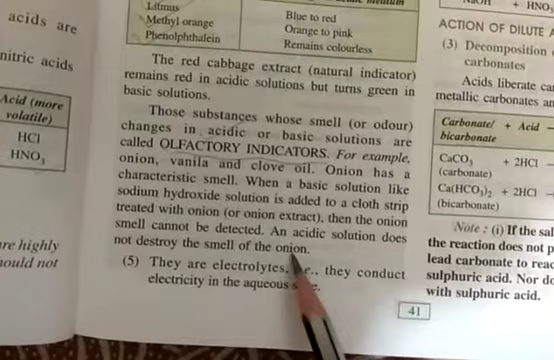 acids are
nitric acids
Acid (more
volatile)
HCl
HNO3
are highly
should not
Litmus
Blue to red
Methyl orange
Orange to pink
Phenolphthalein
Remains colourless
The red cabbage extract (natural indicator)
remains red in acidic solutions but turns green in
basic solutions.
Those substances whose smell (or odour)
changes in acidic or basic solutions are
called OLFACTORY INDICATORS. For example,
onion, vanila and clove oil. Onion has a
characteristic smell. When a basic solution like
sodium hydroxide solution is added to a cloth strip
treated with onion (or onion extract), then the onion
smell cannot be detected. An acidic solution does
not destroy the smell of the onion.
(5) They are electrolytes, they conduct
electricity in the aqueous
41
+ HNO3
ACTION OF DILUTE
(3) Decomposition
carbonates
Acids liberate
metallic carbonates
Carbonate/ + Acid
bicarbonate
CaCO3 + 2HCl
(carbonate)
Ca(HCO3)2 + 2HCl
(bicarbonate)
Note : (i) If the
the reaction does not
lead carbonate to
sulphuric acid. Nor
with sulphuric acid.